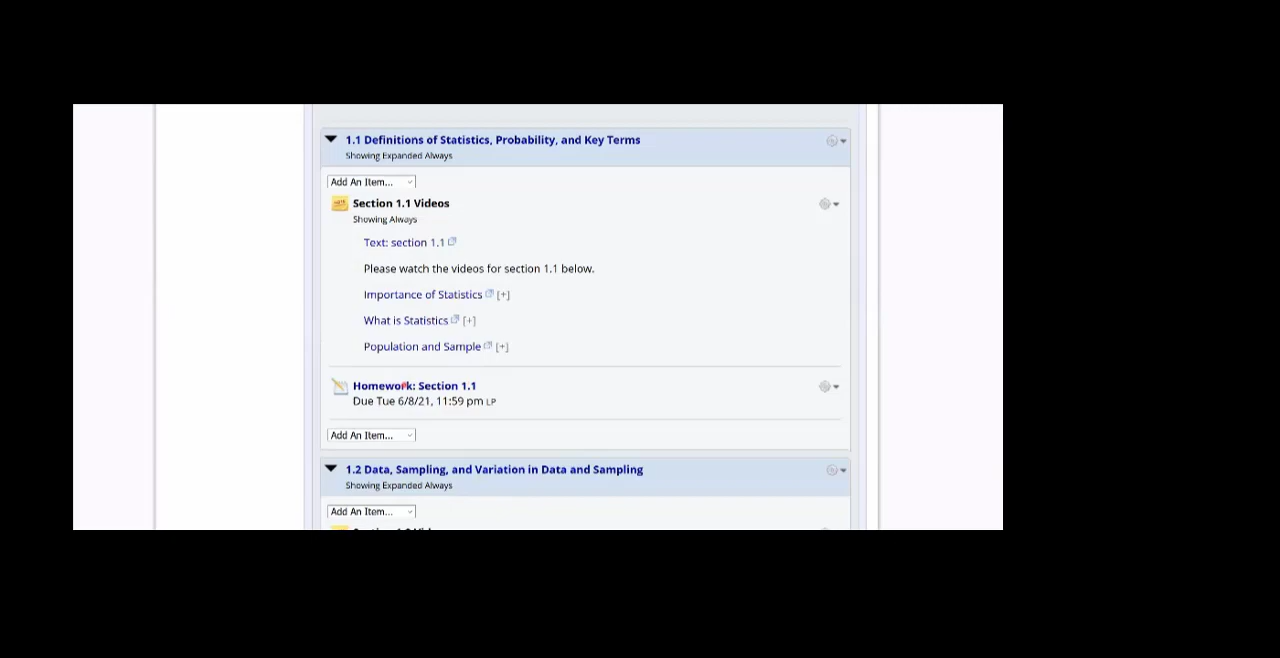 1.1 Definitions of Statistics, Probability, and Key Terms
Showing Expanded Always
Add An Item...
Section 1.1 Videos
Showing Always
Text: section 1.1
Please watch the videos for section 1.1 below.
Importance of Statistics [+]
What is Statistics [+]
Population and Sample [+]
Homework: Section 1.1
Due Tue 6/8/21, 11:59 pm LP
Add An Item...
1.2 Data, Sampling, and Variation in Data and Sampling
Showing Expanded Always
Add An Item...